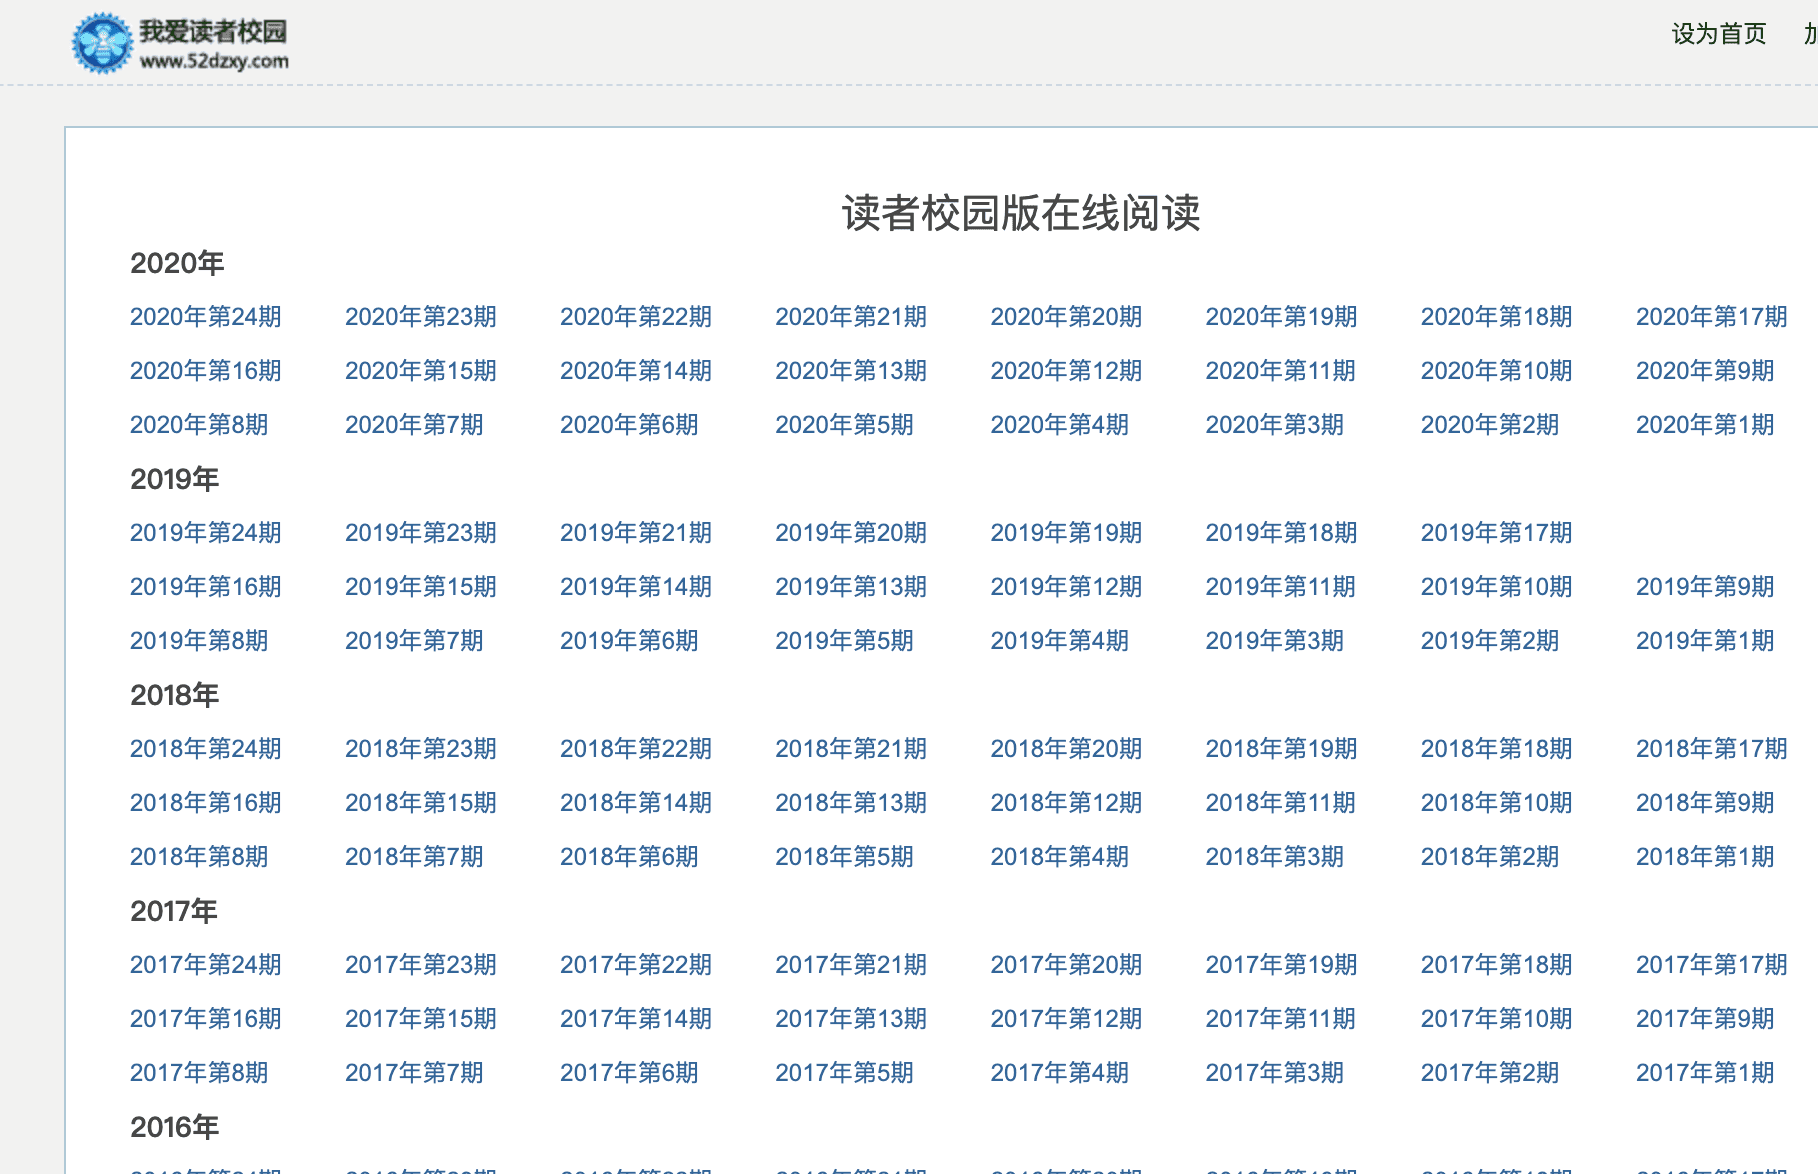 我爱读者校园
www.52dzxy.com
设为首页
读者校园版在线阅读
2020年
2020年第24期 2020年第23期 2020年第22期 2020年第21期 2020年第20期 2020年第19期 2020年第18期 2020年第17期
2020年第16期 2020年第15期 2020年第14期 2020年第13期 2020年第12期 2020年第11期 2020年第10期 2020年第9期
2020年第8期 2020年第7期 2020年第6期 2020年第5期 2020年第4期 2020年第3期 2020年第2期 2020年第1期
2019年
2019年第24期 2019年第23期 2019年第21期 2019年第20期 2019年第19期 2019年第18期 2019年第17期
2019年第16期 2019年第15期 2019年第14期 2019年第13期 2019年第12期 2019年第11期 2019年第10期 2019年第9期
2019年第8期 2019年第7期 2019年第6期 2019年第5期 2019年第4期 2019年第3期 2019年第2期 2019年第1期
2018年
2018年第24期 2018年第23期 2018年第22期 2018年第21期 2018年第20期 2018年第19期 2018年第18期 2018年第17期
2018年第16期 2018年第15期 2018年第14期 2018年第13期 2018年第12期 2018年第11期 2018年第10期 2018年第9期
2018年第8期 2018年第7期 2018年第6期 2018年第5期 2018年第4期 2018年第3期 2018年第2期 2018年第1期
2017年
2017年第24期 2017年第23期 2017年第22期 2017年第21期 2017年第20期 2017年第19期 2017年第18期 2017年第17期
2017年第16期 2017年第15期 2017年第14期 2017年第13期 2017年第12期 2017年第11期 2017年第10期 2017年第9期
2017年第8期 2017年第7期 2017年第6期 2017年第5期 2017年第4期 2017年第3期 2017年第2期 2017年第1期
2016年